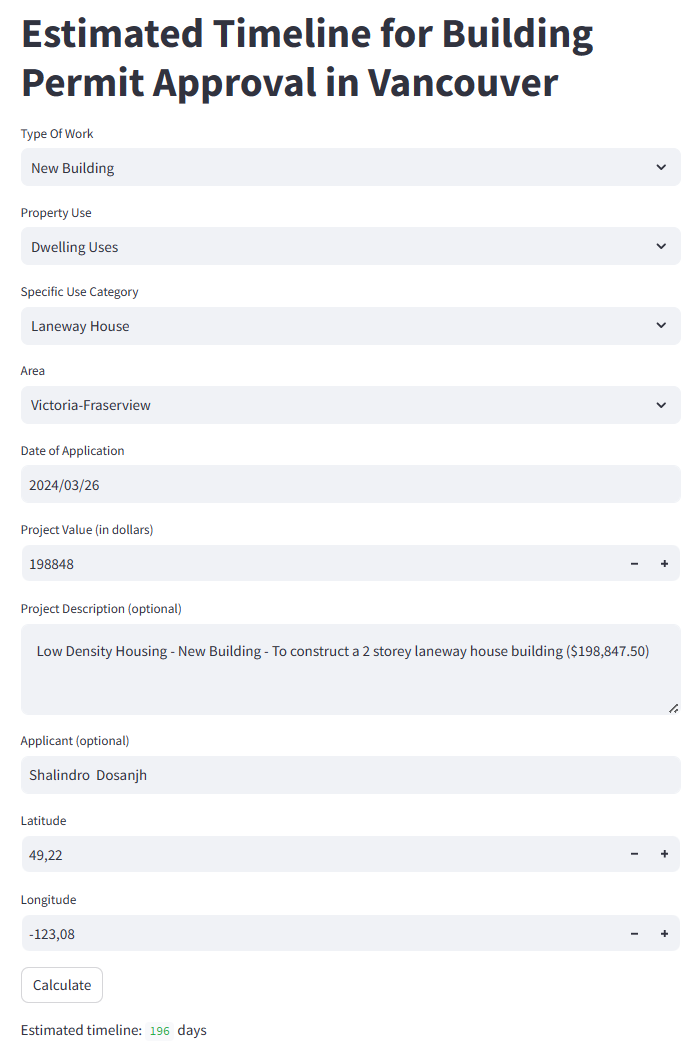 Estimated Timeline for Building
Permit Approval in Vancouver
Type Of Work
New Building
Property Use
Dwelling Uses
Specific Use Category
Laneway House
Area
Victoria-Fraserview
Date of Application
2024/03/26
Project Value (in dollars)
198848
Project Description (optional)
Low Density Housing - New Building - To construct a 2 storey laneway house building ($198,847.50)
Applicant (optional)
Shalindro  Dosanjh
Latitude
49,22
Longitude
-123,08
Calculate
Estimated timeline: 196 days